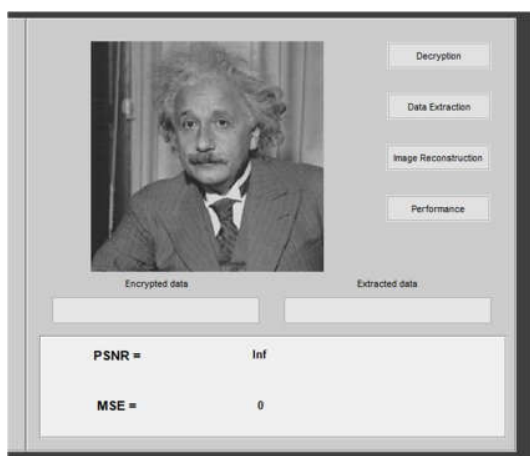 Decryption
Data Extraction
Image Reconstruction
Performance
Encrypted data
Extracted data
PSNR = Inf
MSE = 0